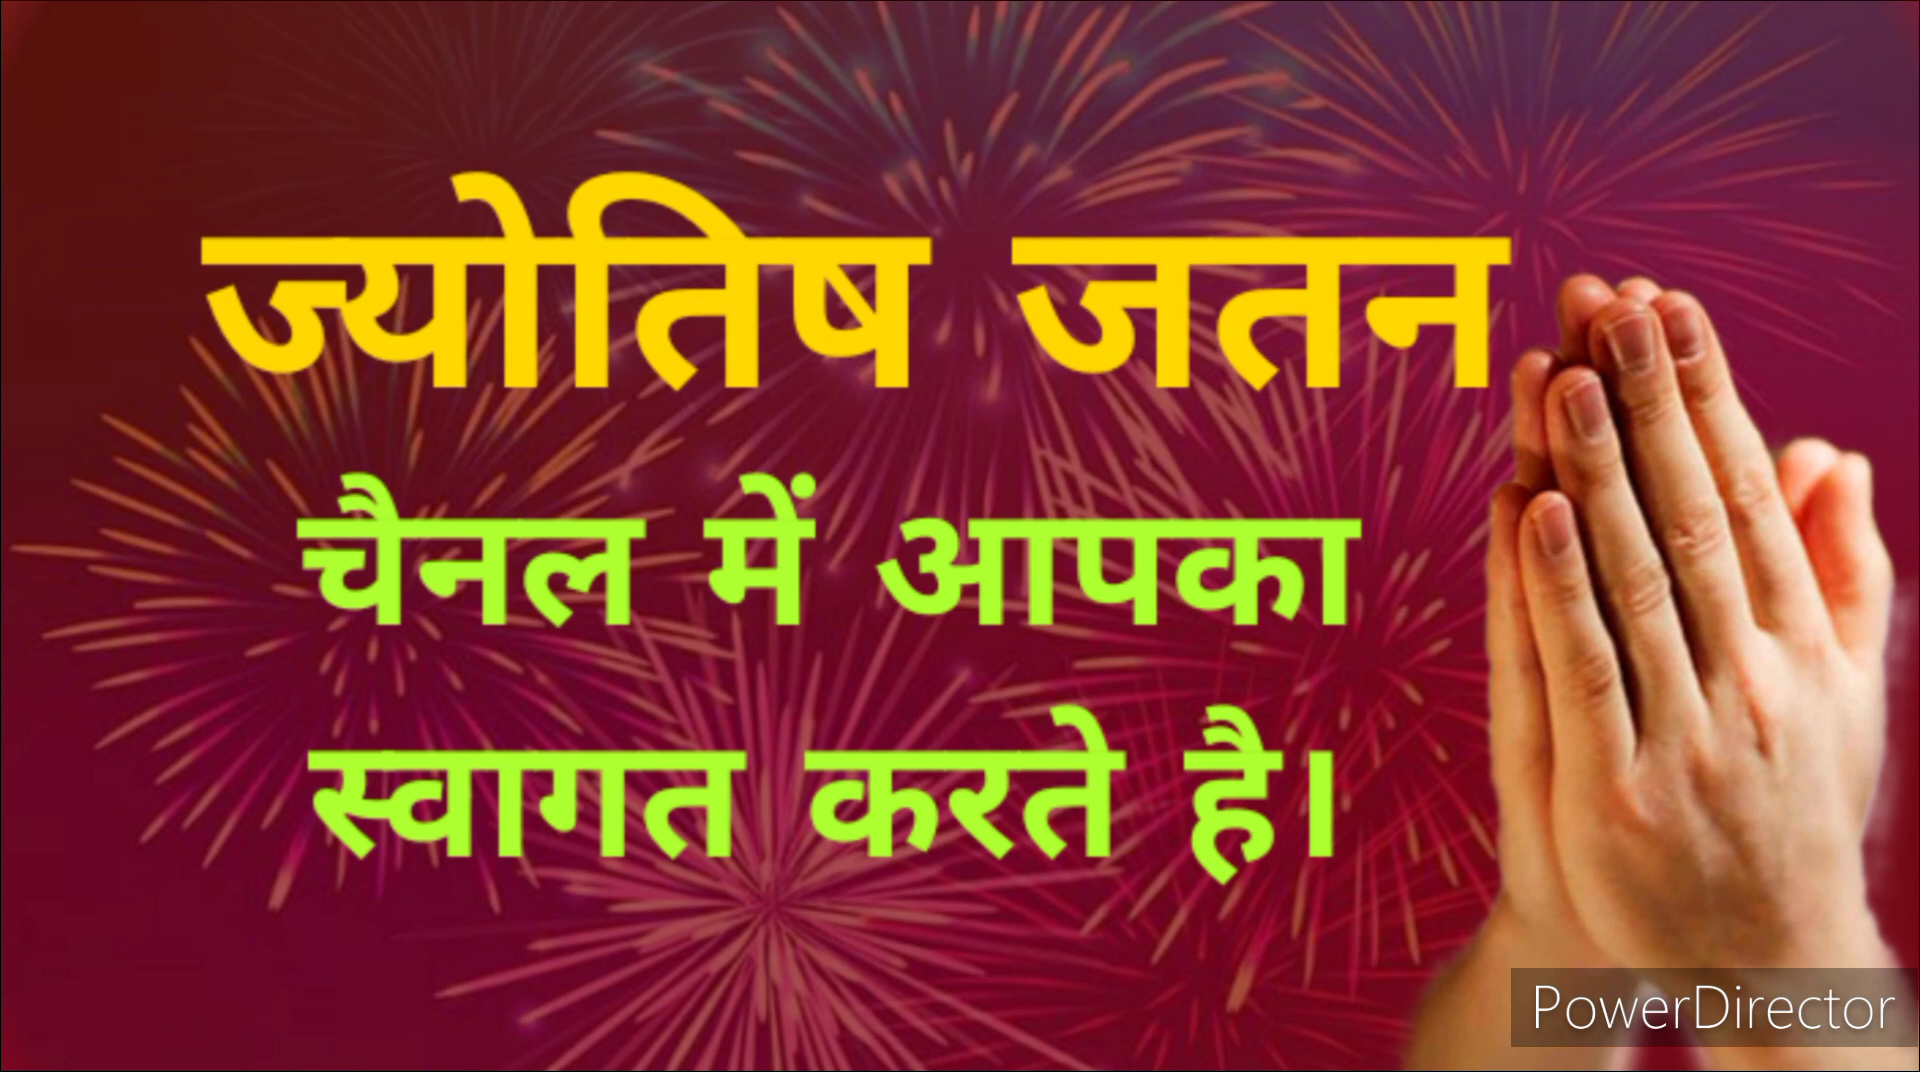 ज्योतिष जतन
चैनल में आपका
स्वागत करते है।
PowerDirector